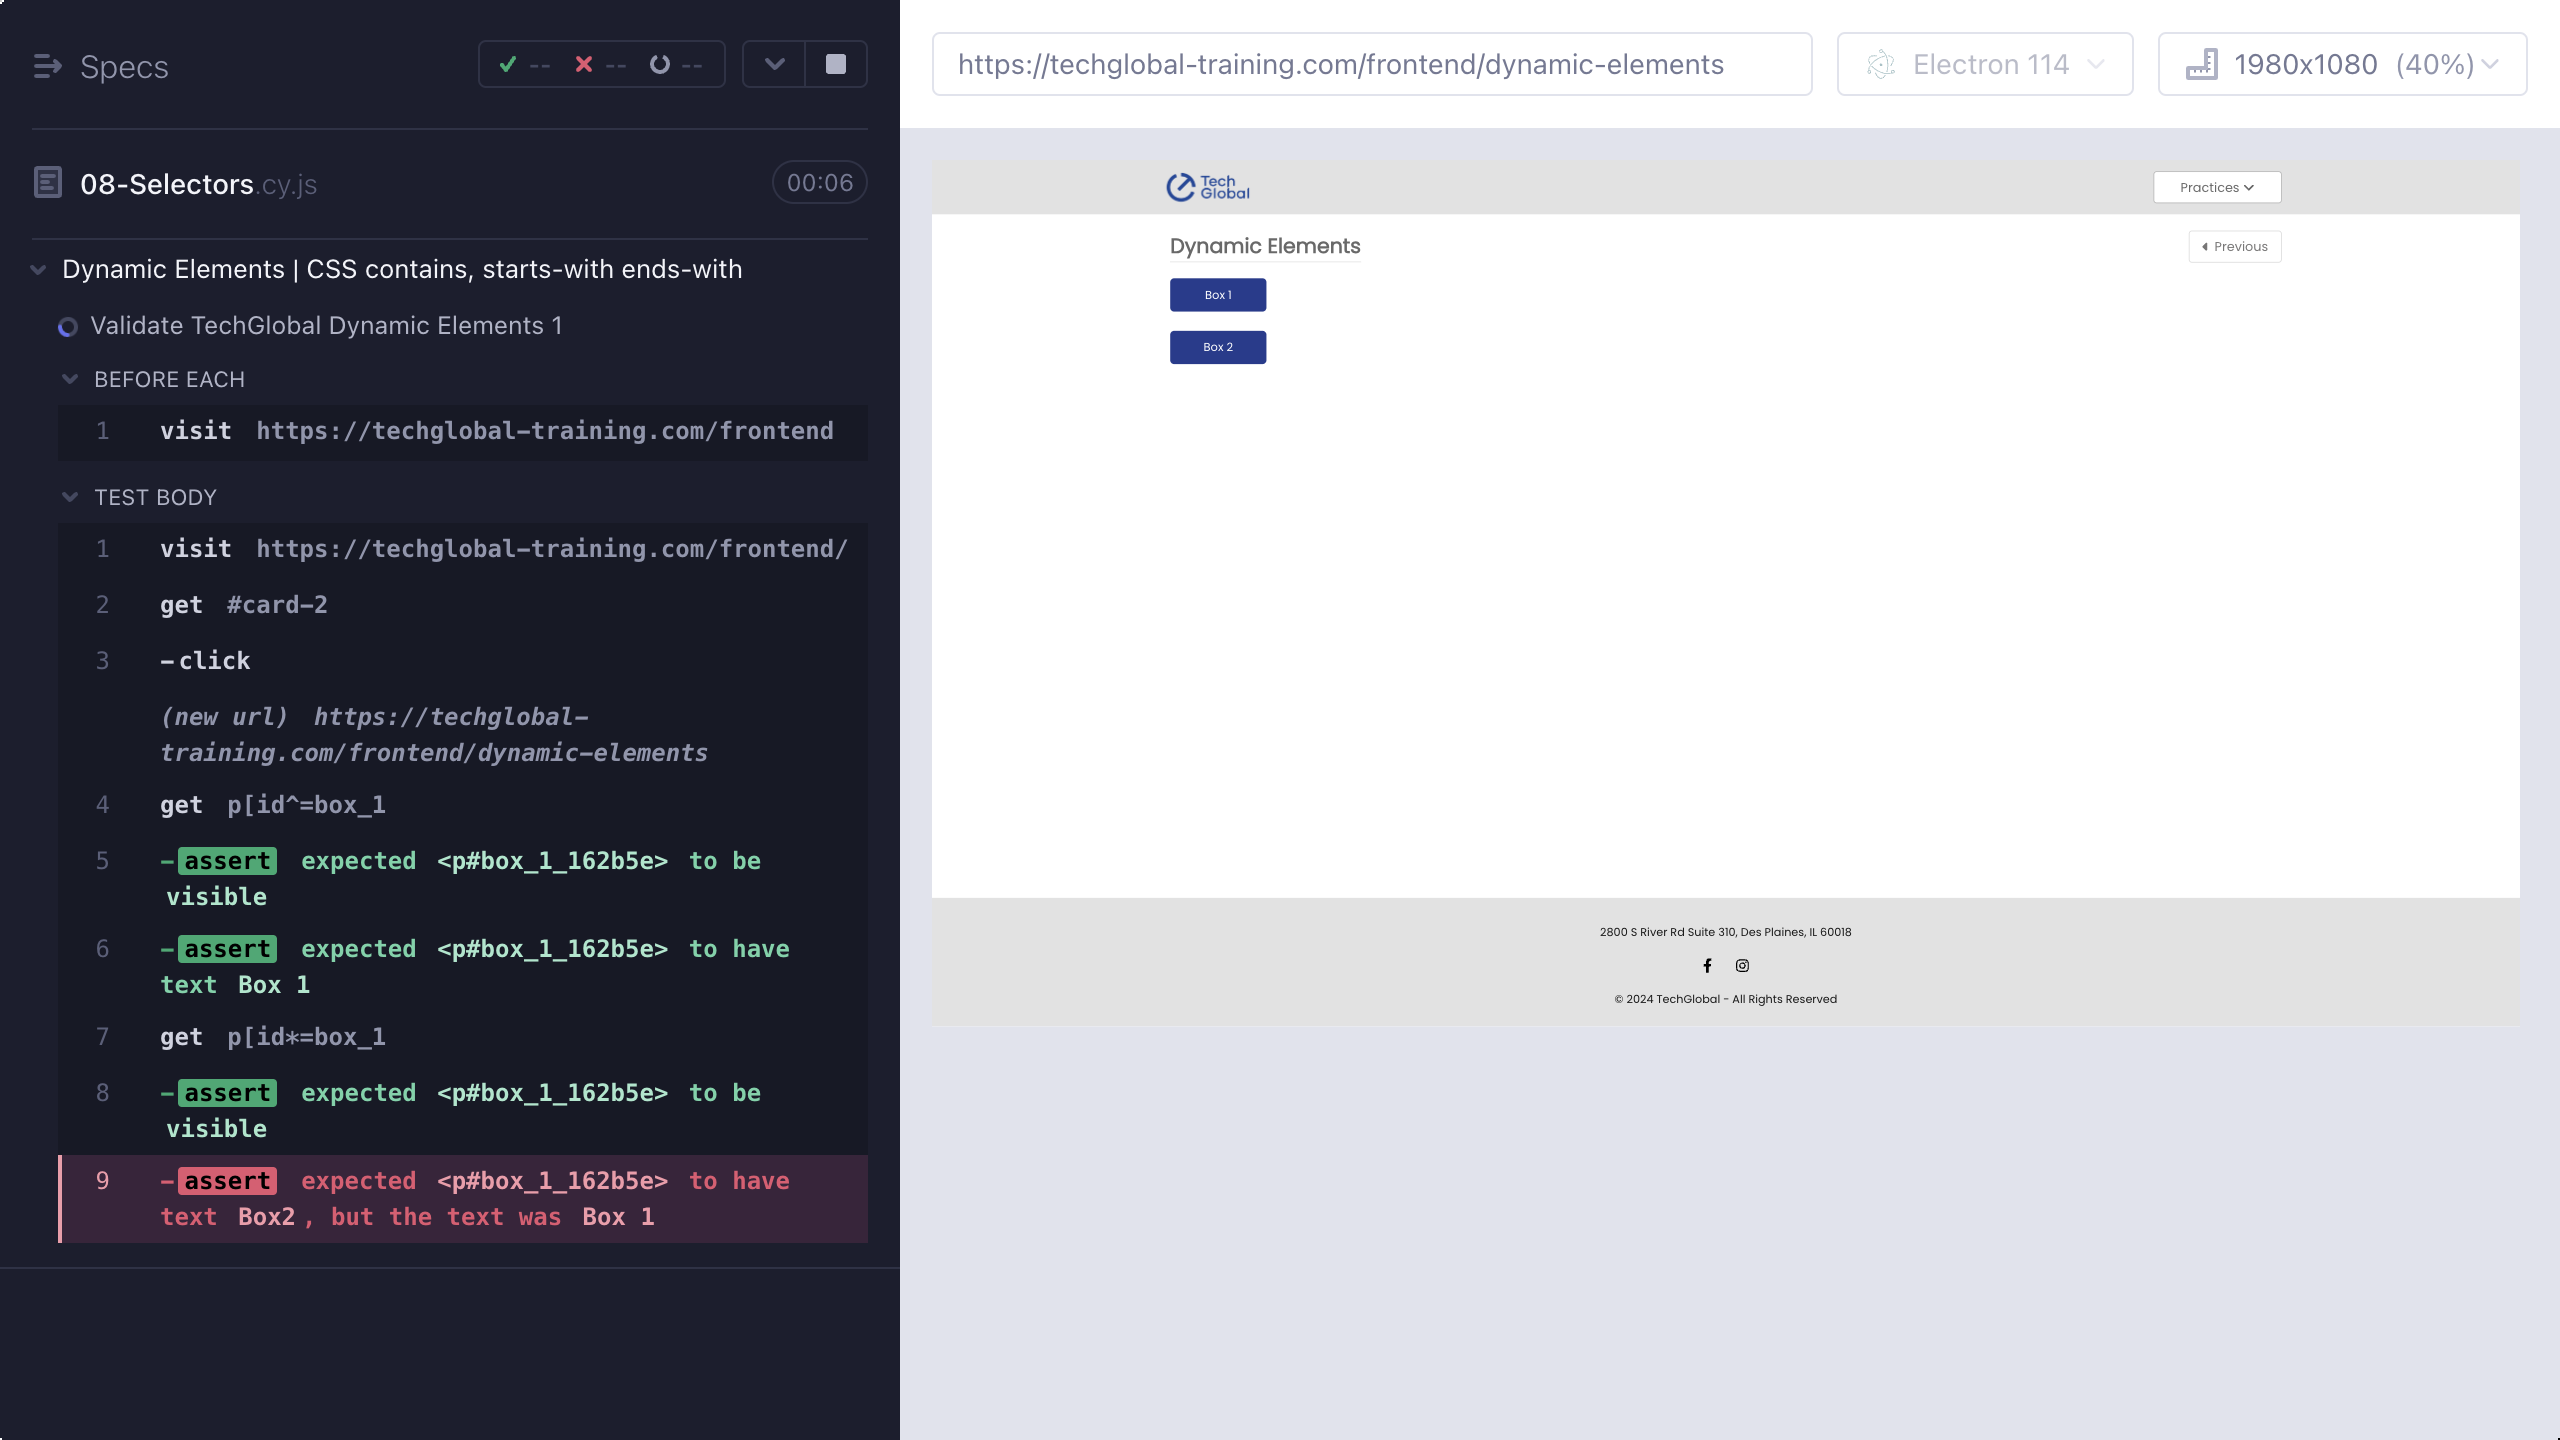 Specs
-- -- --
08-Selectors.cy.js
00:06
Dynamic Elements | CSS contains, starts-with ends-with
Validate TechGlobal Dynamic Elements 1
BEFORE EACH
1 visit https://techglobal-training.com/frontend
TEST BODY
1 visit https://techglobal-training.com/frontend/
2 get #card-2
3 -click
(new url) https://techglobal-
training.com/frontend/dynamic-elements
4 get p[id^=box_1
5 -assert expected <p#box_1_162b5e> to be
visible
6 -assert expected <p#box_1_162b5e> to have
text Box 1
7 get p[id*=box_1
8 -assert expected <p#box_1_162b5e> to be
visible
9 -assert expected <p#box_1_162b5e> to have
text Box2, but the text was Box 1
https://techglobal-training.com/frontend/dynamic-elements
Electron 114
1980x1080 (40%)
Tech
Global
Practices
Dynamic Elements
Previous
Box 1
Box 2
2800 S River Rd Suite 310, Des Plaines, IL 60018
© 2024 TechGlobal - All Rights Reserved